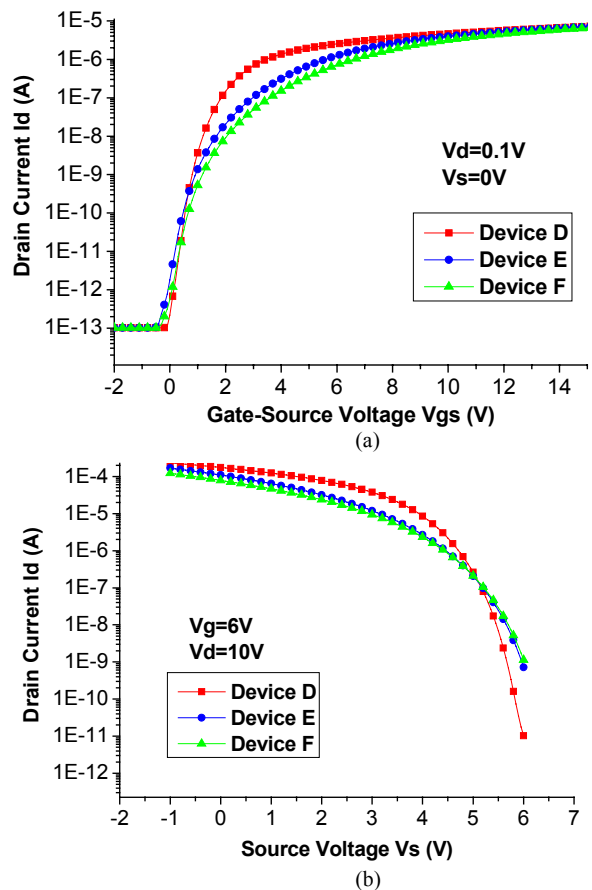 1E-5
1E-6
1E-7
1E-8
1E-9
1E-10
1E-11
1E-12
1E-13
Drain Current Id (A)
Vd=0.1V
Vs=0V
Device D
Device E
Device F
-2 0 2 4 6 8 10 12 14
Gate-Source Voltage Vgs (V)
(a)
1E-4
1E-5
1E-6
1E-7
1E-8
1E-9
1E-10
1E-11
1E-12
Drain Current Id (A)
Vg=6V
Vd=10V
Device D
Device E
Device F
-2 -1 0 1 2 3 4 5 6 7
Source Voltage Vs (V)
(b)